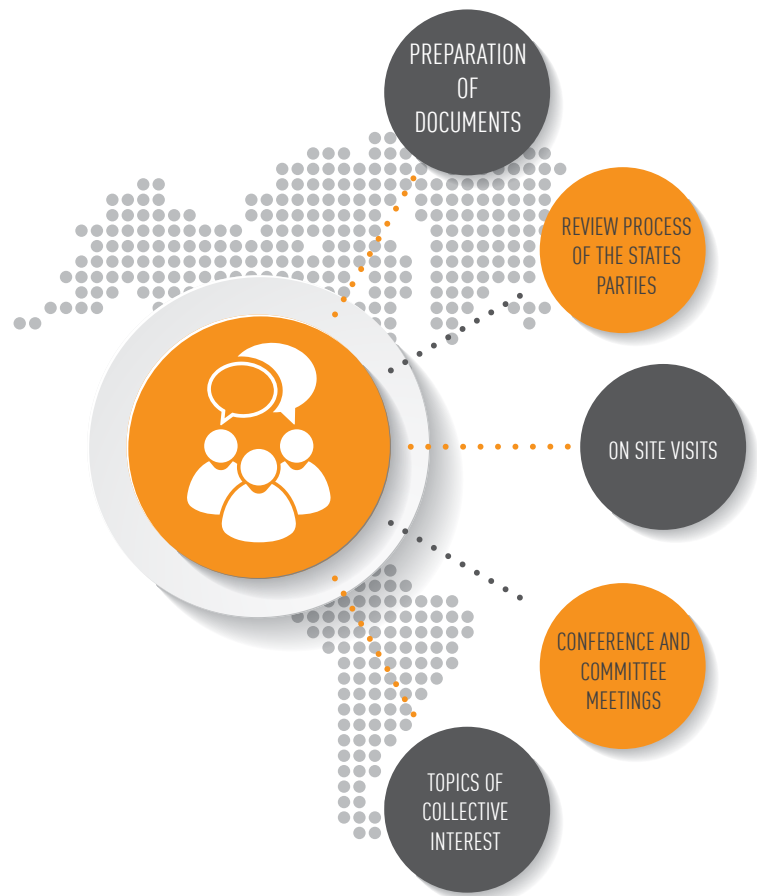 PREPARATION
OF
DOCUMENTS
REVIEW PROCESS
OF THE STATES
PARTIES
ON SITE VISITS
CONFERENCE AND
COMMITTEE
MEETINGS
TOPICS OF
COLLECTIVE
INTEREST